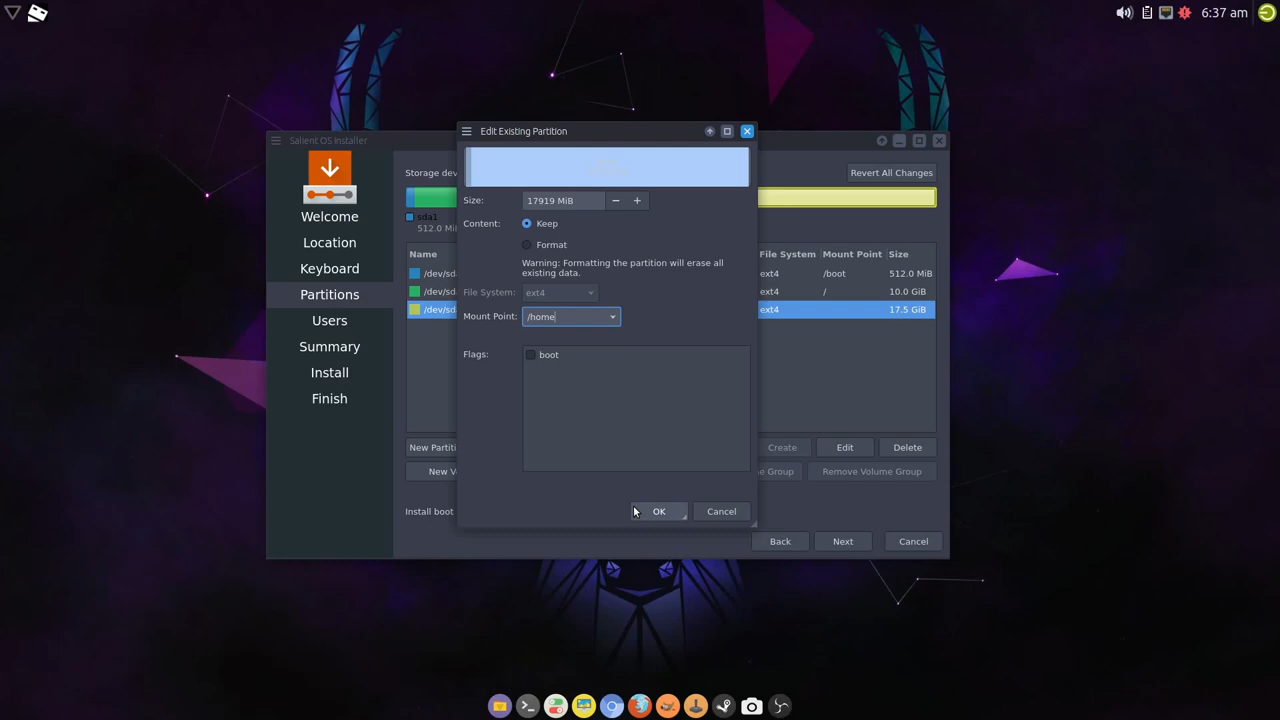 6:37 am
Salient OS Installer
Edit Existing Partition
Storage dev
Revert All Changes
sda1
512.0 Mi
Welcome
Location
Keyboard
Partitions
Users
Summary
Install
Finish
Size: 17919 MiB
Content: Keep
Format
Warning: Formatting the partition will erase all
existing data.
File System: ext4
Mount Point: /home
Flags: boot
OK Cancel
Name File System Mount Point Size
/dev/sd ext4 /boot 512.0 MiB
/dev/sd ext4 / 10.0 GiB
/dev/sd ext4 17.5 GiB
New Partiti Create Edit Delete
New V e Group Remove Volume Group
Install boot
Back Next Cancel